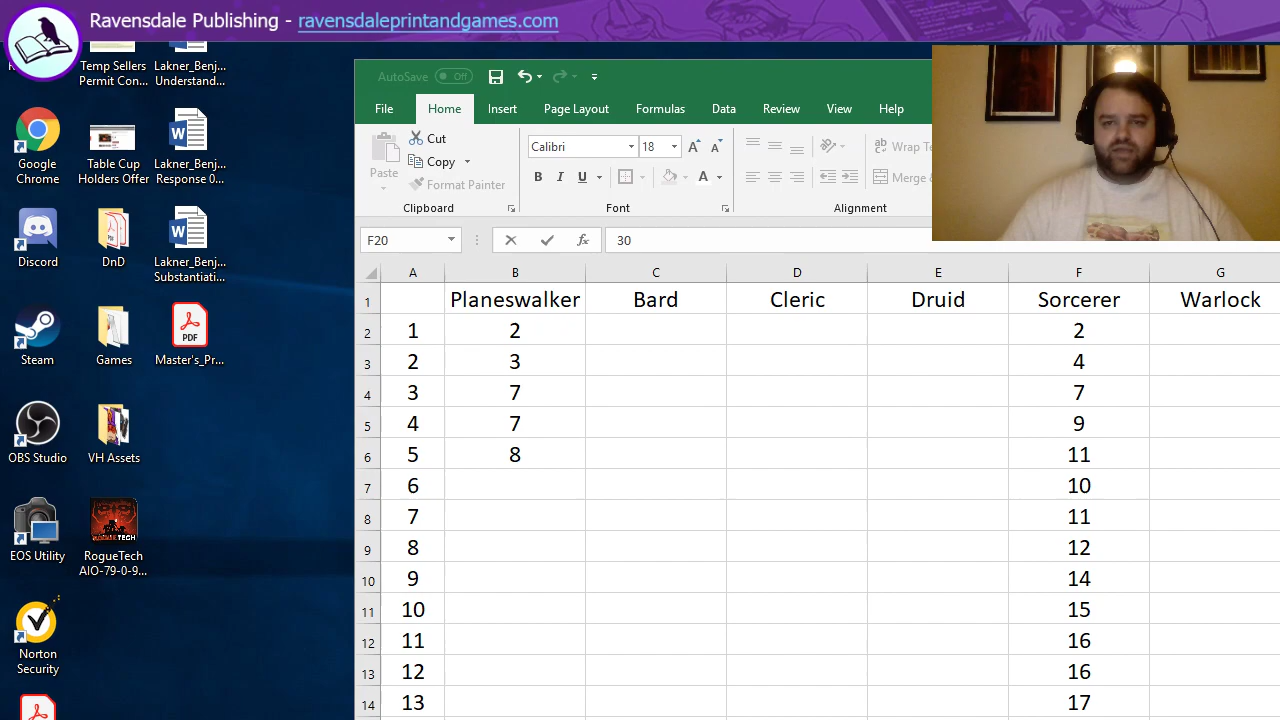 Ravensdale Publishing - ravensdaleprintandgames.com
Temp Sellers Permit Con...
Lakner_Benj... Understand...
Google Chrome
Table Cup Holders Offer
Lakner_Benj... Response 0...
Discord
DnD
Lakner_Benj... Substantiati...
Steam
Games
PDF
Master's_Pr...
OBS Studio
VH Assets
EOS Utility
ROGUETECH
RogueTech AIO-79-0-9...
Norton Security
AutoSave Off
File Home Insert Page Layout Formulas Data Review View Help
Paste
Cut
Copy
Format Painter
Clipboard
Calibri 18
B I U
Font
Wrap Te
Merge &
Alignment
F20 fx 30
A B C D E F G
1 Planeswalker Bard Cleric Druid Sorcerer Warlock
2 1 2 2
3 2 3 4
4 3 7 7
5 4 7 9
6 5 8 11
7 6 10
8 7 11
9 8 12
10 9 14
11 10 15
12 11 16
13 12 16
14 13 17